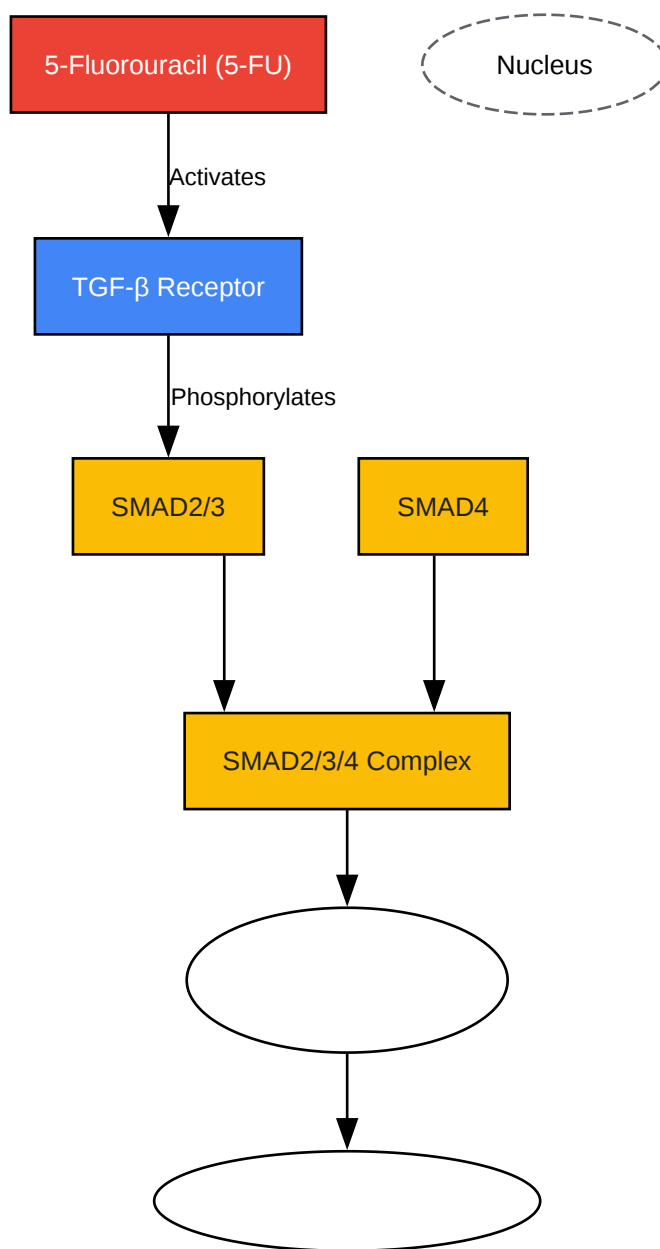 5-Fluorouracil (5-FU)
Nucleus
Activates
TGF-β Receptor
Phosphorylates
SMAD2/3
SMAD4
SMAD2/3/4 Complex